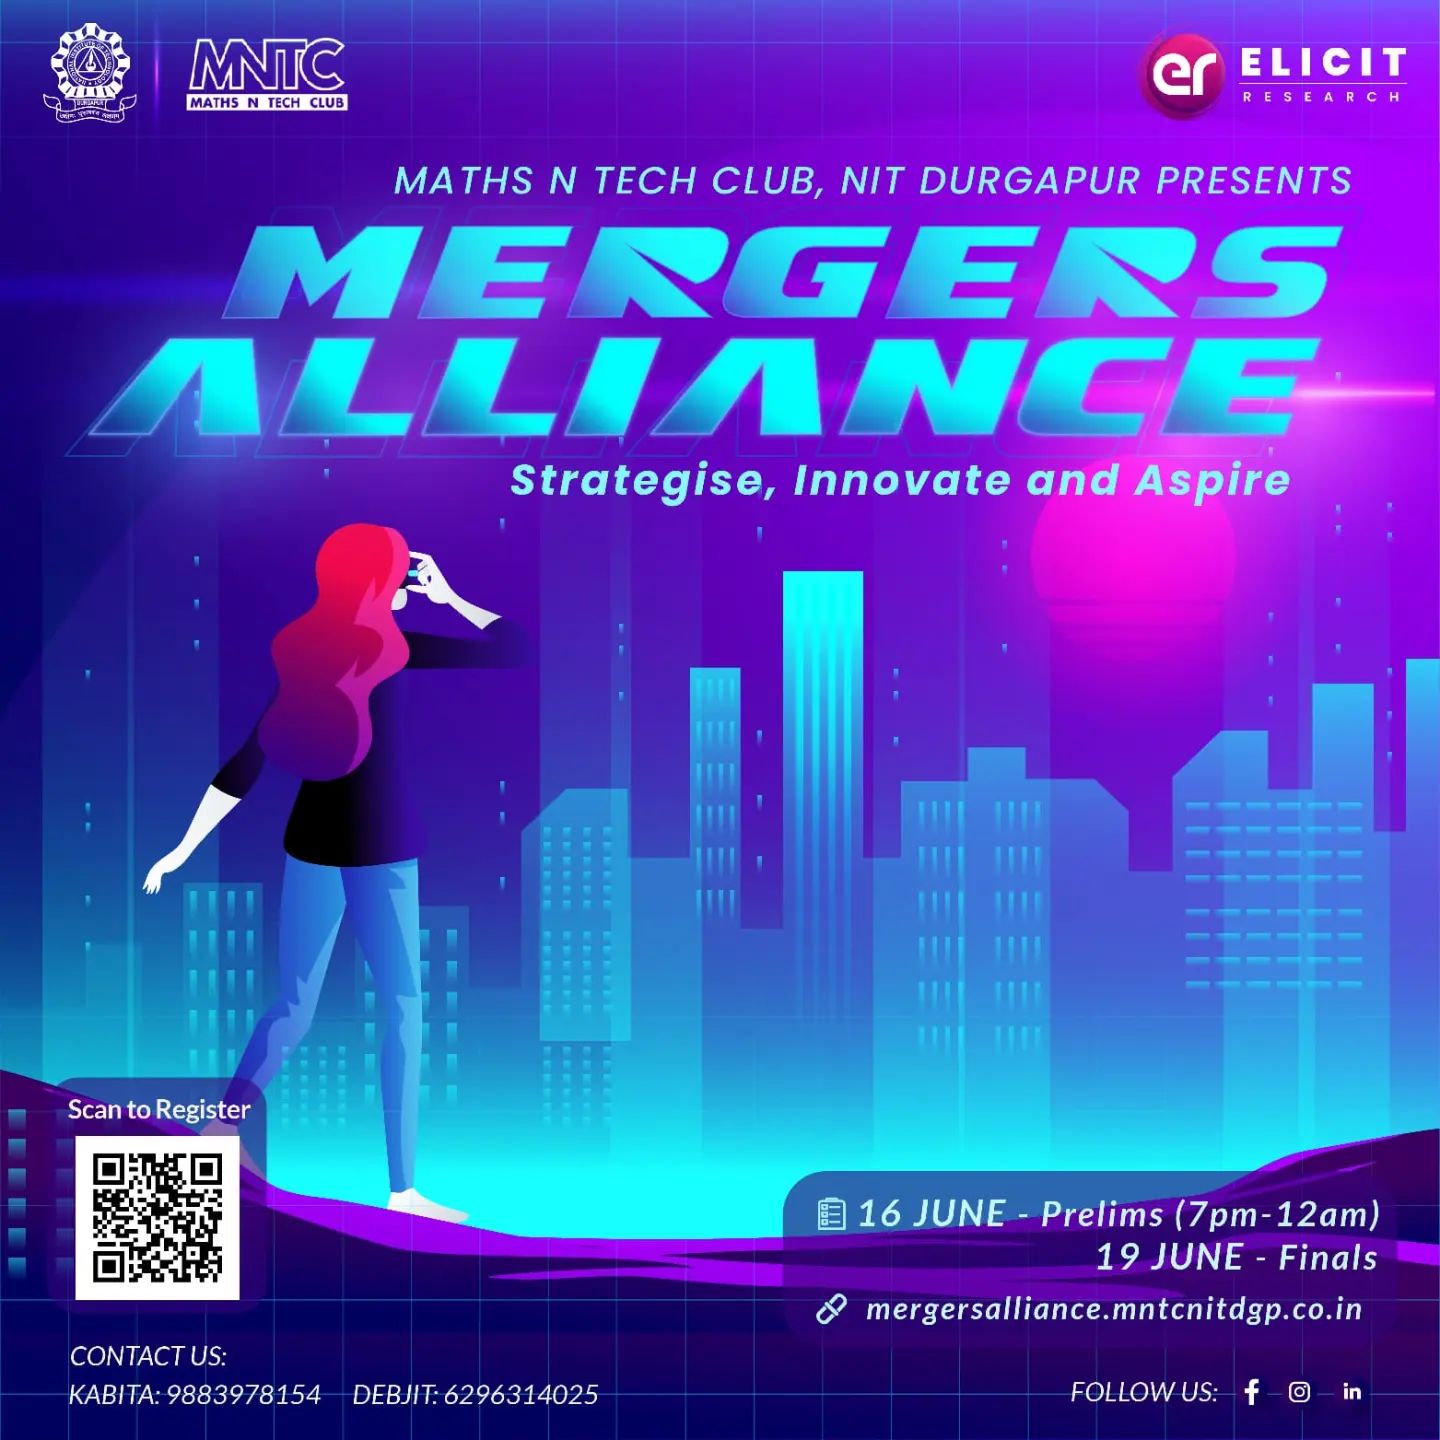 MNTC
MATHS N TECH CLUB
DURGAPUR
er ELICIT
RESEARCH
MATHS N TECH CLUB, NIT DURGAPUR PRESENTS
MERGERS
ALLIANCE
Strategise, Innovate and Aspire
Scan to Register
16 JUNE - Prelims (7pm-12am)
19 JUNE - Finals
mergersalliance.mntcnitdgp.co.in
CONTACT US:
KABITA: 9883978154 DEBJIT: 6296314025
FOLLOW US: